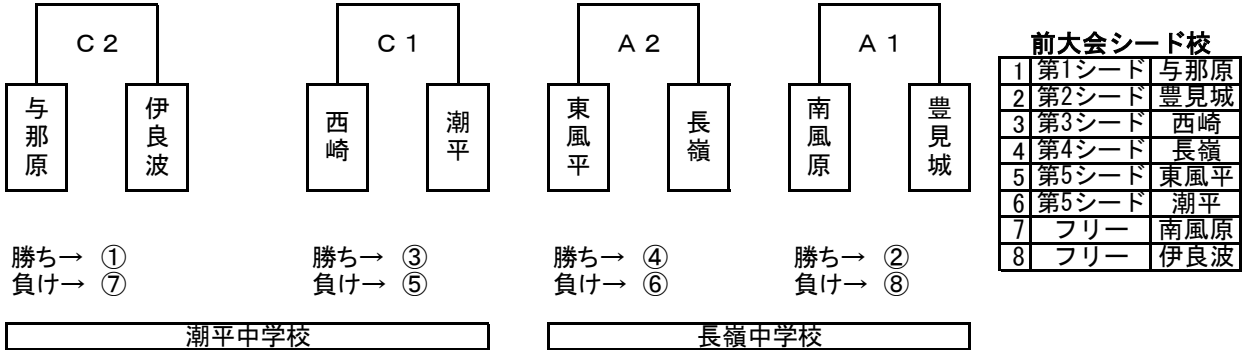 C2
C1
A2
A1
与那原
伊良波
西崎
潮平
東風平
長嶺
南風原
豊見城
勝ち→ ①
負け→ ⑦
勝ち→ ③
負け→ ⑤
勝ち→ ④
負け→ ⑥
勝ち→ ②
負け→ ⑧
潮平中学校
長嶺中学校
前大会シード校
1 第1シード 与那原
2 第2シード 豊見城
3 第3シード 西崎
4 第4シード 長嶺
5 第5シード 東風平
6 第5シード 潮平
7 フリー 南風原
8 フリー 伊良波